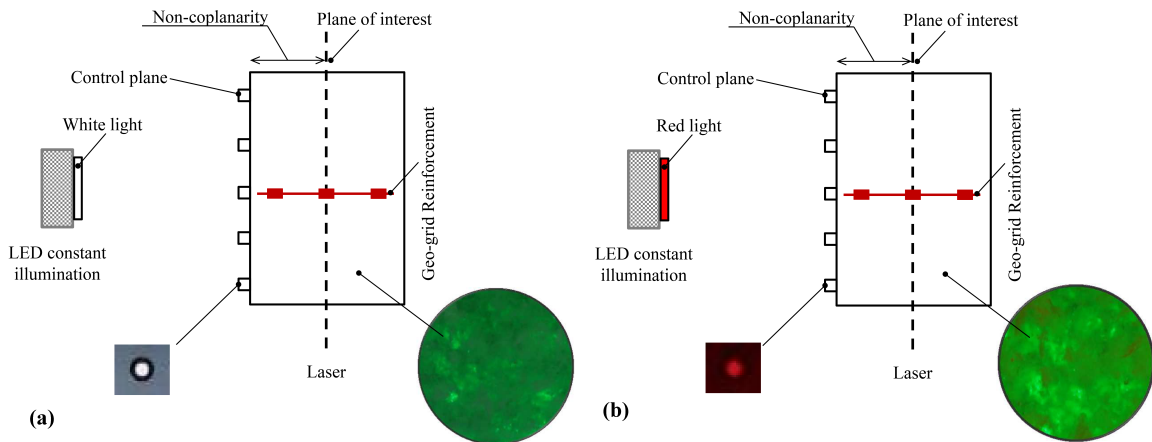 Non-coplanarity
Plane of interest
Control plane
White light
LED constant
illumination
Geo-grid Reinforcement
Laser
(a)
Non-coplanarity
Plane of interest
Control plane
Red light
LED constant
illumination
Geo-grid Reinforcement
Laser
(b)